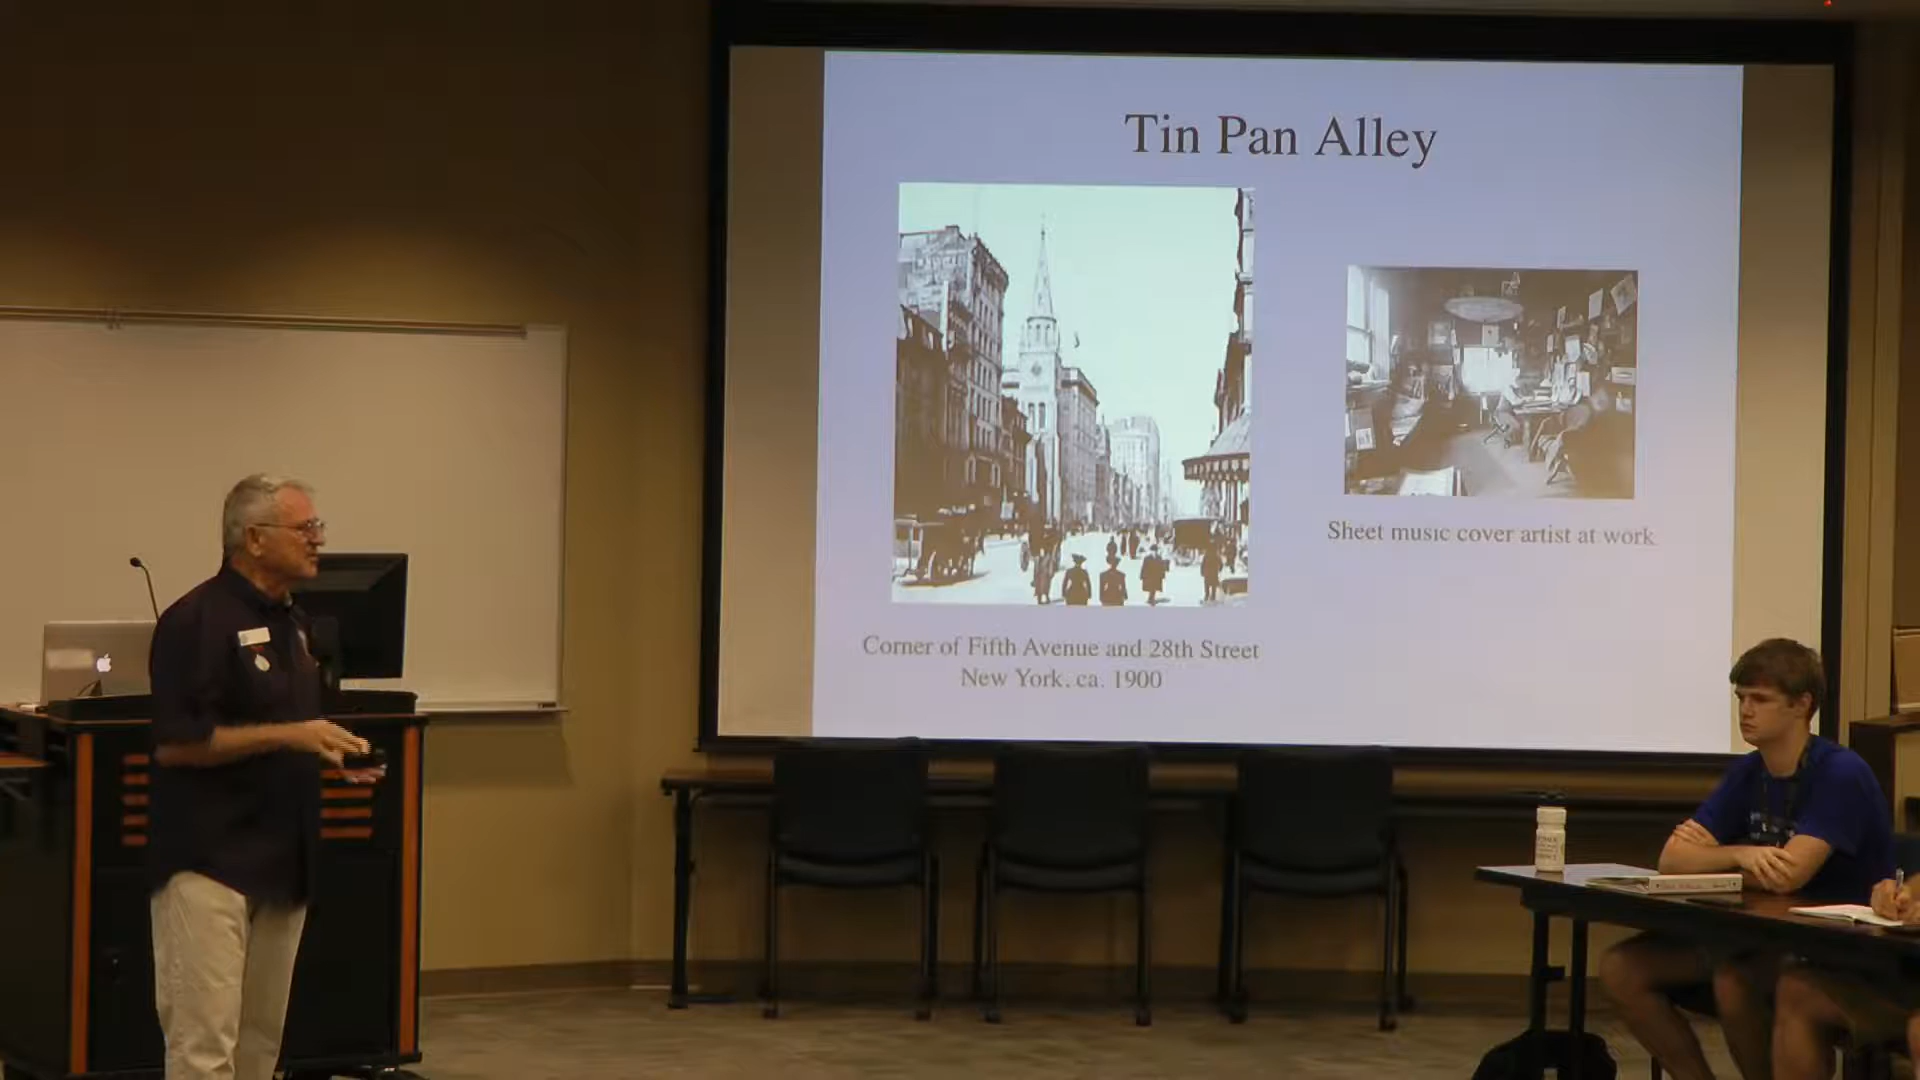 Tin Pan Alley
Sheet music cover artist at work
Corner of Fifth Avenue and 28th Street
New York, ca. 1900